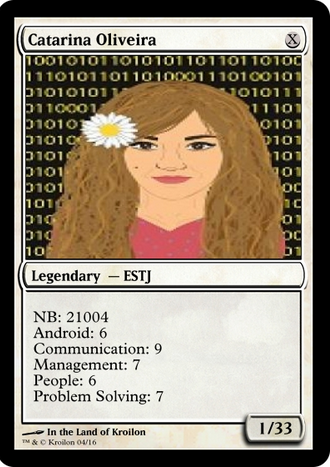 Catarina Oliveira X
Legendary — ESTJ
NB: 21004
Android: 6
Communication: 9
Management: 7
People: 6
Problem Solving: 7
In the Land of Kroilon
™ & © Kroilon 04/16
1/33